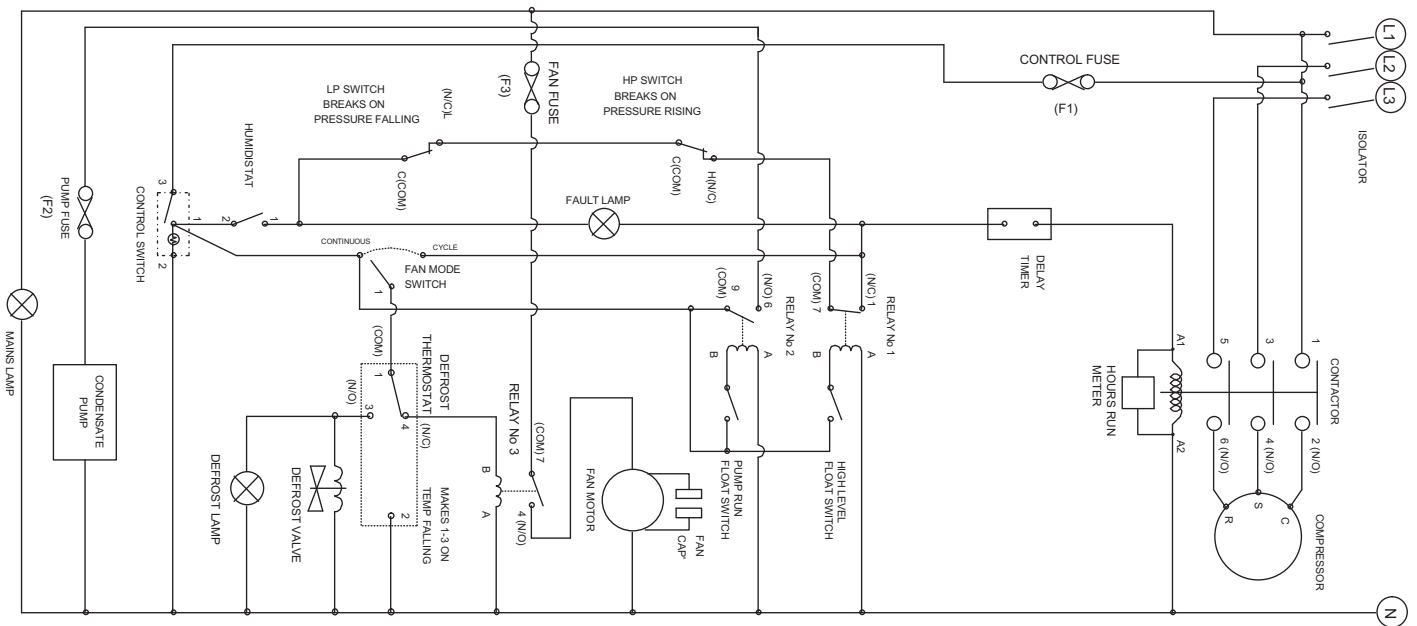 L1
L2
L3
ISOLATOR
CONTROL FUSE
(F1)
FAN FUSE
(F3)
HP SWITCH
BREAKS ON
PRESSURE RISING
LP SWITCH
BREAKS ON
PRESSURE FALLING
(N/C)L
C(COM)
C(COM)
H(N/C)
HUMIDISTAT
2
1
3
1
2
M
CONTROL SWITCH
PUMP FUSE
(F2)
FAULT LAMP
CONTINUOUS
CYCLE
FAN MODE
SWITCH
1
(COM)
DELAY
TIMER
RELAY No 1
(N/C) 1
(COM) 7
A
B
RELAY No 2
(N/O) 6
9
(COM)
A
B
HIGH LEVEL
FLOAT SWITCH
PUMP RUN
FLOAT SWITCH
A1
A2
HOURS RUN
METER
CONTACTOR
1
3
5
2 (N/O)
4 (N/O)
6 (N/O)
COMPRESSOR
C
S
R
DEFROST
THERMOSTAT
1
3
(N/O)
4
(N/C)
2
MAKES 1-3 ON
TEMP FALLING
RELAY No 3
(COM) 7
4 (N/O)
B
A
FAN MOTOR
FAN
CAP'
DEFROST VALVE
DEFROST LAMP
CONDENSATE
PUMP
MAINS LAMP
N